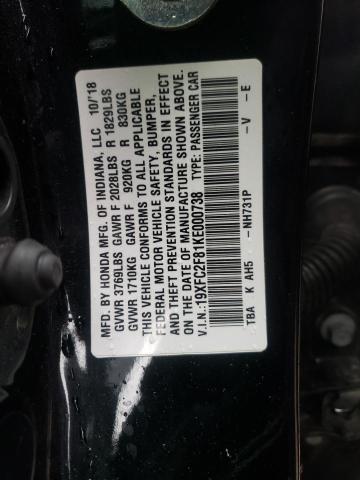 MFD. BY HONDA MFG. OF INDIANA, LLC 10/'18
GVWR 3769LBS GAWR F 2028LBS R 1829LBS
GVWR 1710KG GAWR F 920KG R 830KG
THIS VEHICLE CONFORMS TO ALL APPLICABLE
FEDERAL MOTOR VEHICLE SAFETY, BUMPER,
AND THEFT PREVENTION STANDARDS IN EFFECT
ON THE DATE OF MANUFACTURE SHOWN ABOVE.
V.I.N.:19XFC2F81KE000738 TYPE: PASSENGER CAR
TBA K AH5 -NH731P -V -E